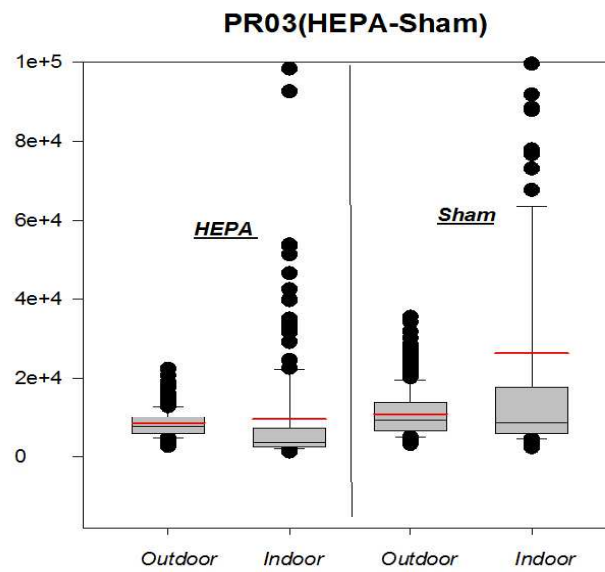 PR03(HEPA-Sham)
1e+5
8e+4
6e+4
4e+4
2e+4
0
HEPA
Sham
Outdoor Indoor Outdoor Indoor